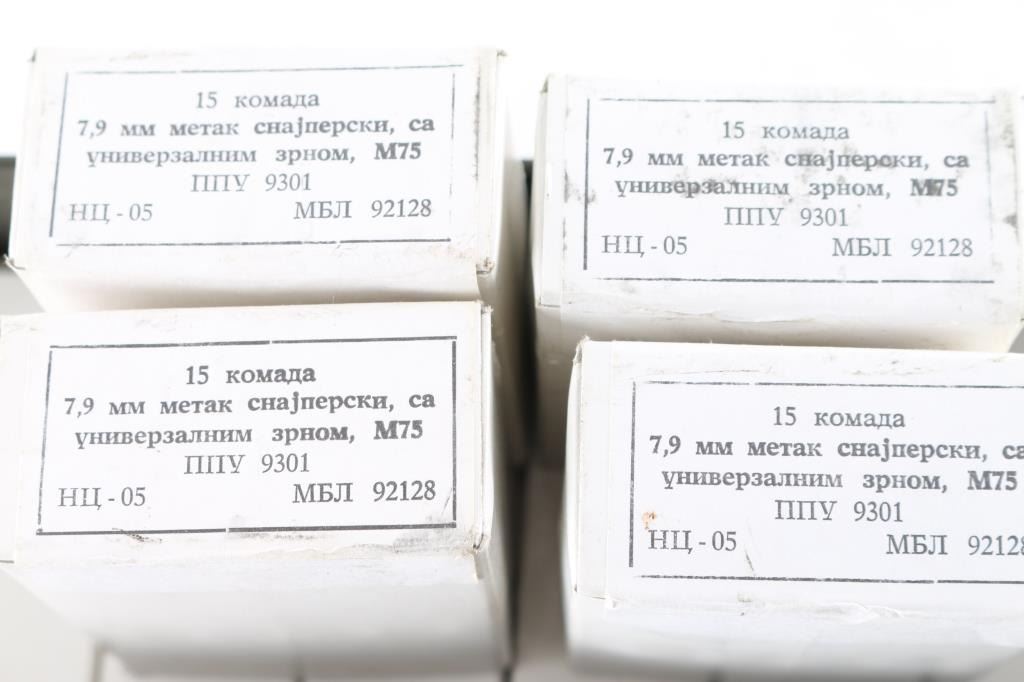 15 комада
7,9 мм метак снајперски, са
универзалним зрном, М75
ППУ 9301
НЦ - 05 МБЛ 92128
15 комада
7,9 мм метак снајперски, са
универзалним зрном, М75
ППУ 9301
НЦ - 05 МБЛ 92128
15 комада
7,9 мм метак снајперски, са
универзалним зрном, М75
ППУ 9301
НЦ - 05 МБЛ 92128
15 комада
7,9 мм метак снајперски, са
универзалним зрном, М75
ППУ 9301
НЦ - 05 МБЛ 92128